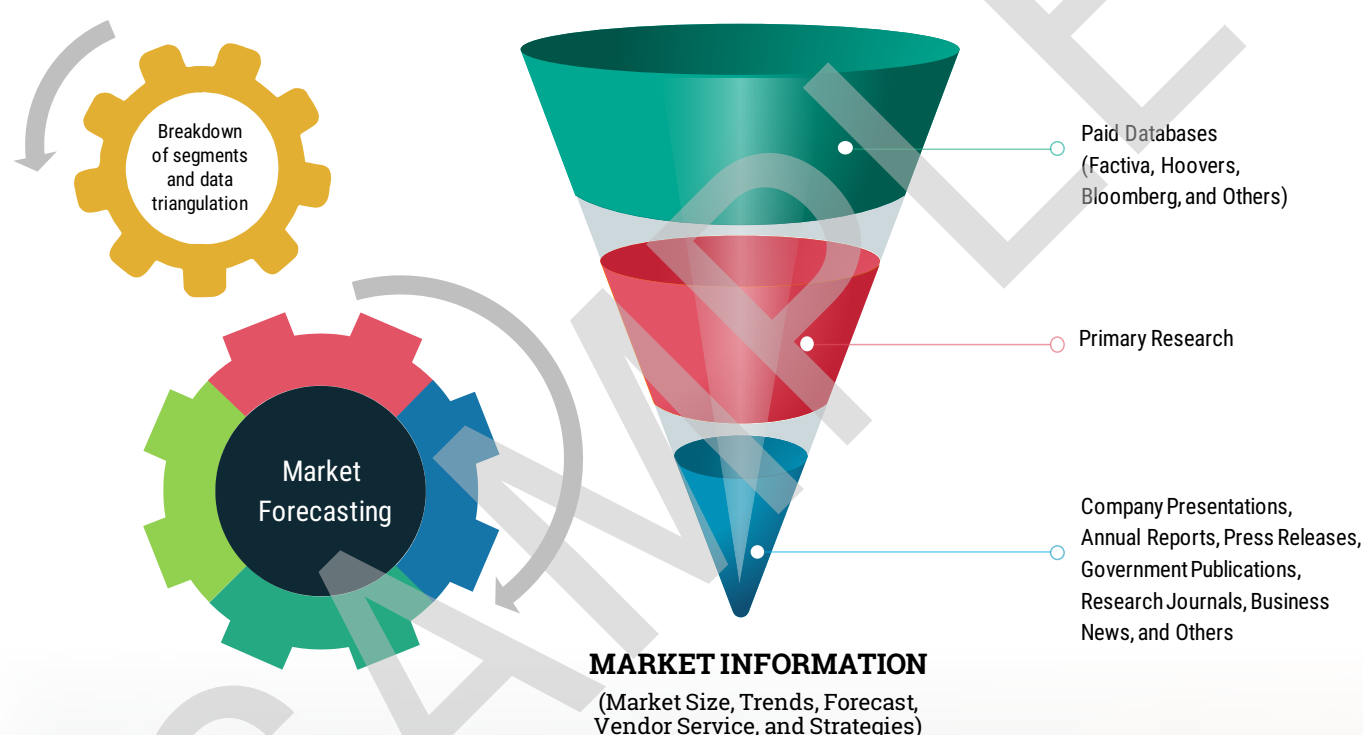 Breakdown
of segments
and data
triangulation
Market
Forecasting
Paid Databases
(Factiva, Hoovers,
Bloomberg, and Others)
Primary Research
Company Presentations,
Annual Reports, Press Releases,
Government Publications,
Research Journals, Business
News, and Others
MARKET INFORMATION
(Market Size, Trends, Forecast,
Vendor Service, and Strategies)
SAMPLE